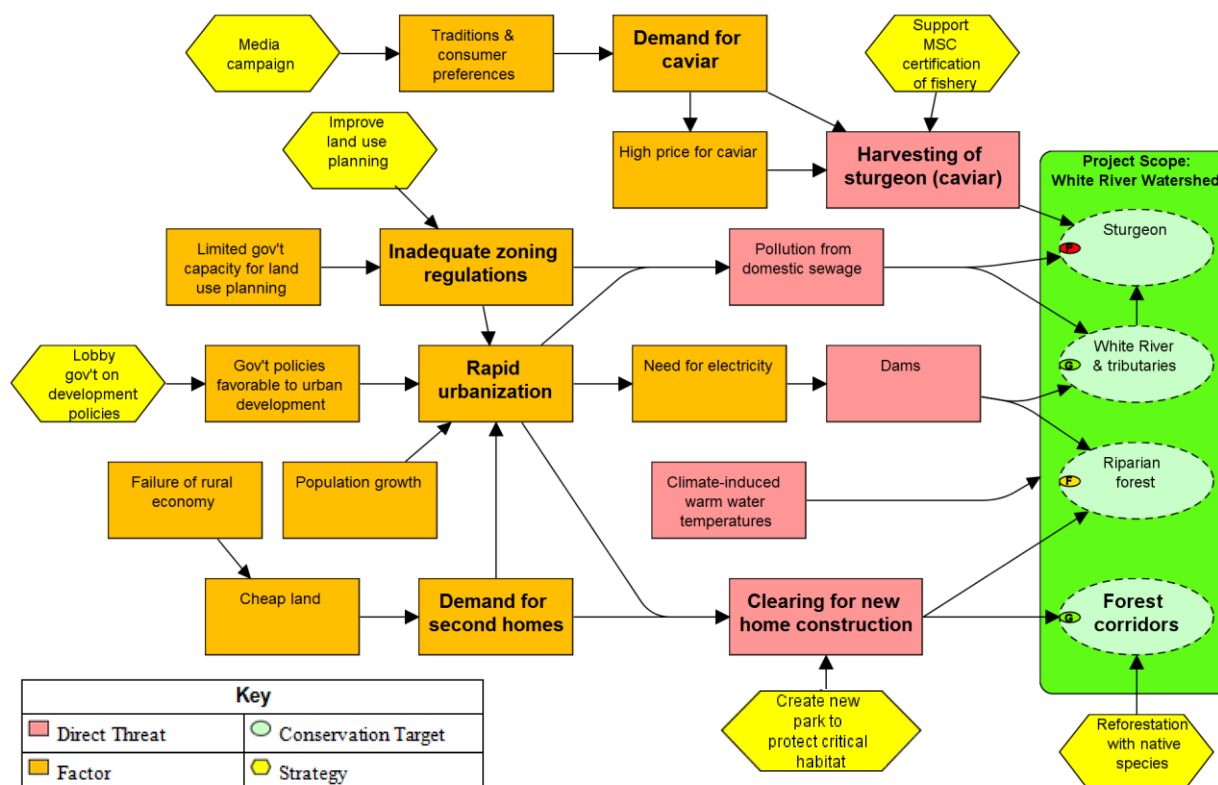 Media
campaign
Traditions &
consumer
preferences
Demand for
caviar
Support
MSC
certification
of fishery
Improve
land use
planning
High price for caviar
Harvesting of
sturgeon (caviar)
Project Scope:
White River Watershed
Sturgeon
P
Limited gov't
capacity for land
use planning
Inadequate zoning
regulations
Pollution from
domestic sewage
Lobby
gov't on
development
policies
Gov't policies
favorable to urban
development
Rapid
urbanization
Need for electricity
Dams
White River
& tributaries
G
Failure of rural
economy
Population growth
Climate-induced
warm water
temperatures
Riparian
forest
F
Cheap land
Demand for
second homes
Clearing for new
home construction
Forest
corridors
G
Create new
park to
protect critical
habitat
Reforestation
with native
species
Key
Direct Threat
Conservation Target
Factor
Strategy